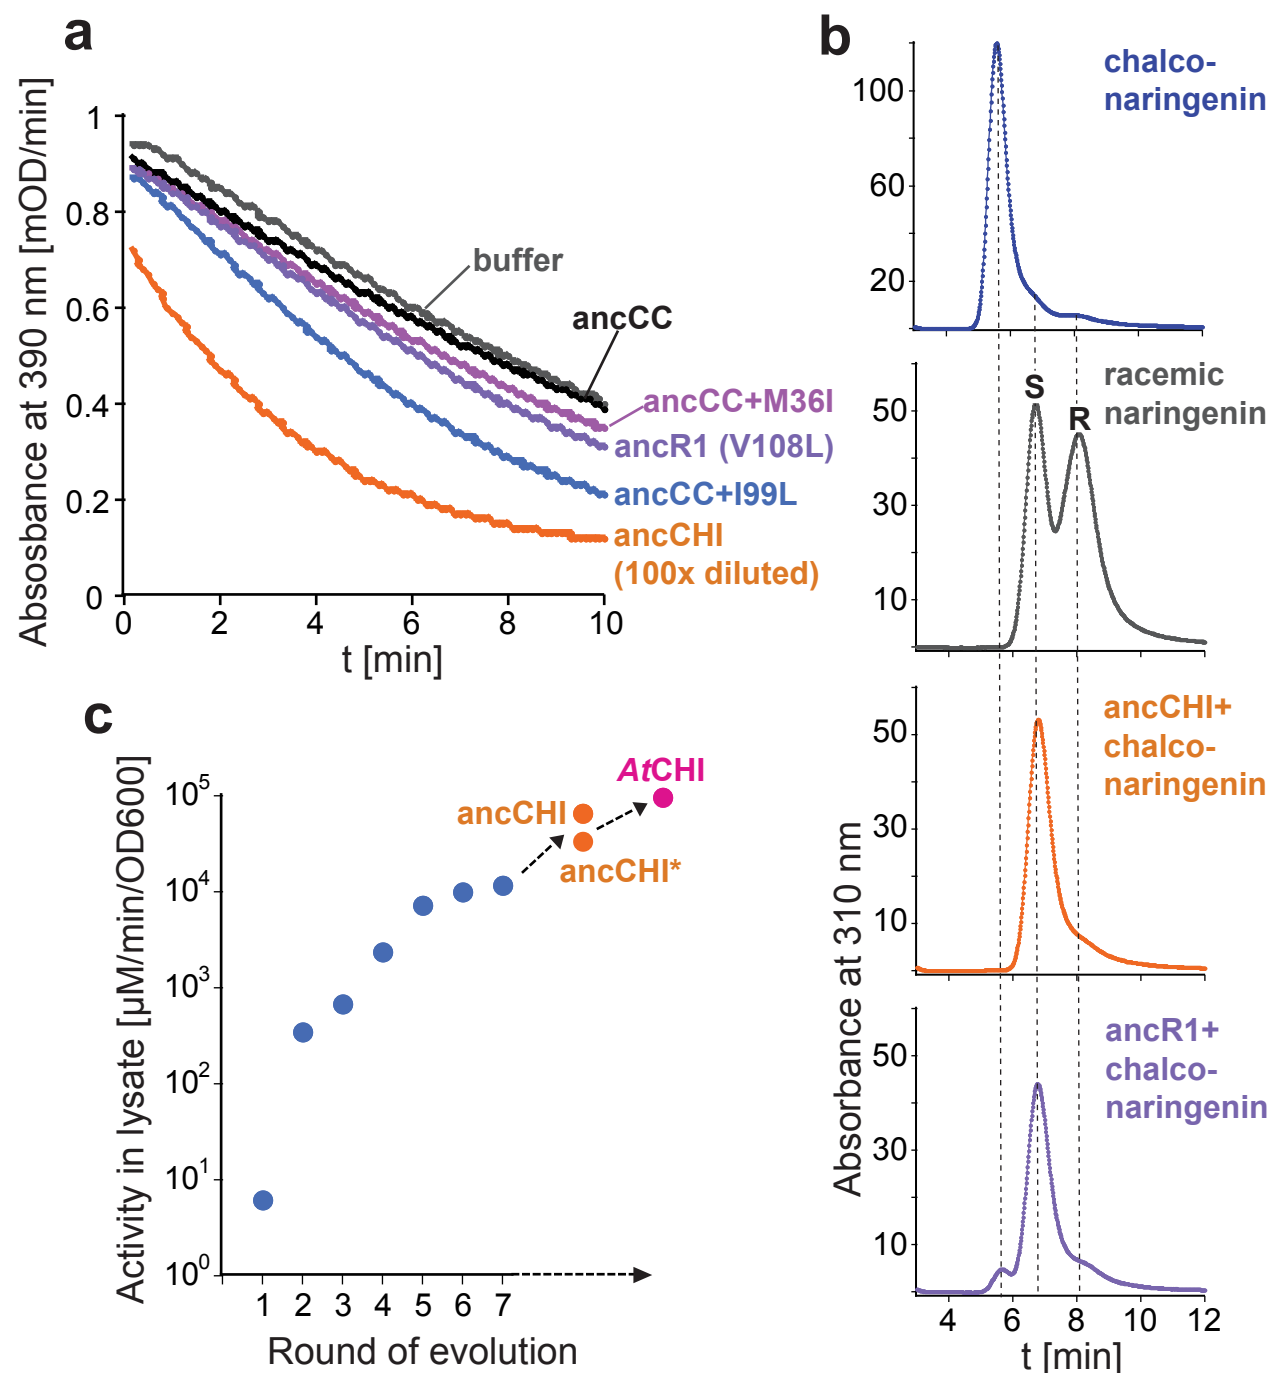 a
Absosbance at 390 nm [mOD/min]
1
0.8
0.6
0.4
0.2
0
0
2
4
6
8
10
t [min]
buffer
ancCC
ancCC+M36I
ancR1 (V108L)
ancCC+I99L
ancCHI
(100x diluted)
b
Absorbance at 310 nm
100
60
20
chalco-
naringenin
50
30
10
S
R
racemic
naringenin
50
30
10
ancCHI+
chalco-
naringenin
50
30
10
ancR1+
chalco-
naringenin
4
6
8
10
12
t [min]
c
Activity in lysate [µM/min/OD600]
10⁵
10⁴
10³
10²
10¹
10⁰
1
2
3
4
5
6
7
Round of evolution
ancCHI
ancCHI*
AtCHI